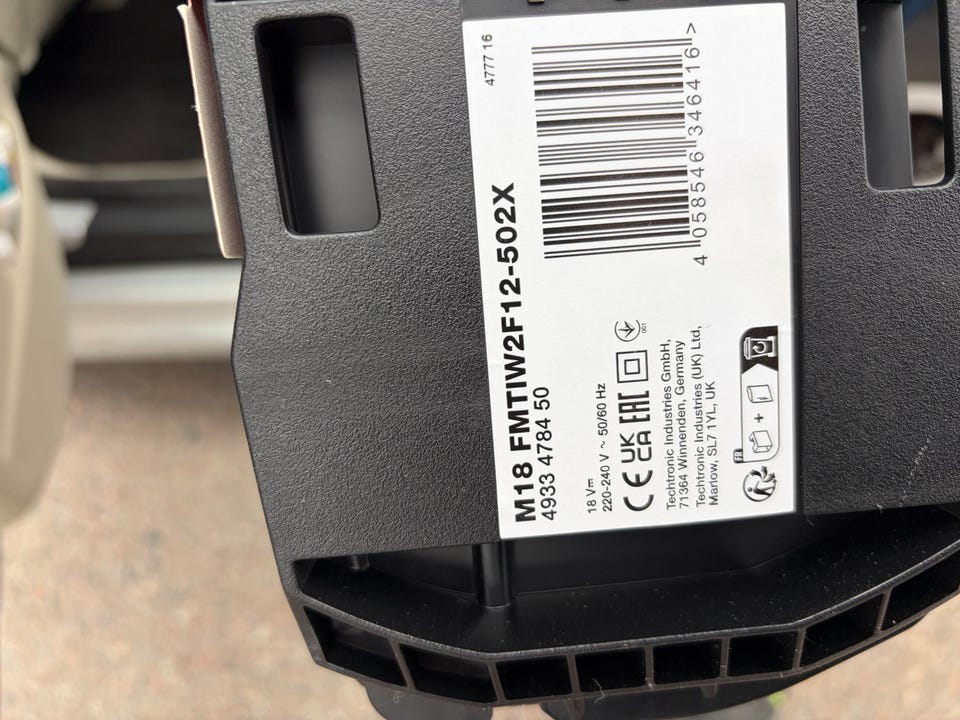 4777 16
4 058546 346416 >
M18 FMTIW2F12-502X
4933 4784 50
18 V⎓
220-240 V ~ 50/60 Hz
CE UK CA EAC 001
Techtronic Industries GmbH,
71364 Winnenden, Germany
Techtronic Industries (UK) Ltd,
Marlow, SL7 1YL, UK
FR
+